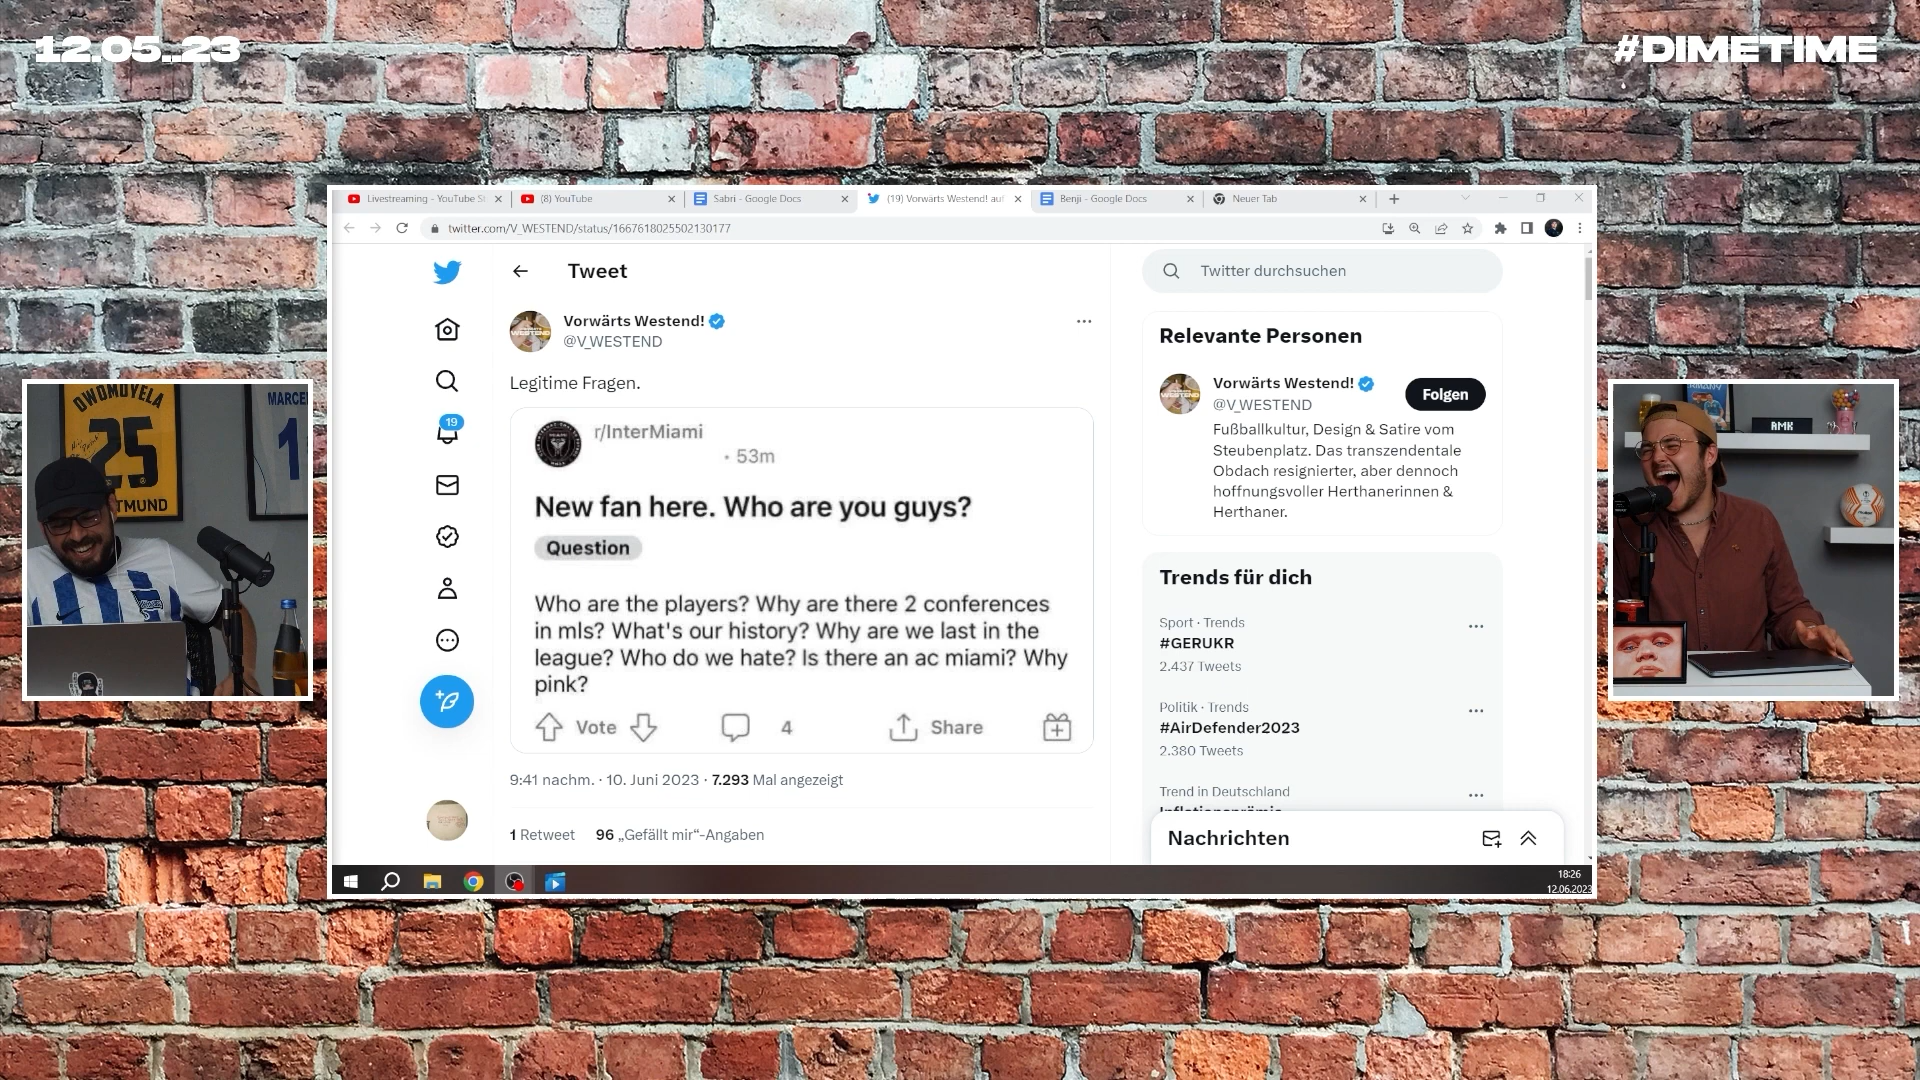 12.05..23
#DIMETIME
Livestreaming - YouTube St
(8) YouTube
Sabri - Google Docs
(19) Vorwärts Westend! auf
Benji - Google Docs
Neuer Tab
twitter.com/V_WESTEND/status/1667618025502130177
Tweet
Twitter durchsuchen
Vorwärts Westend!
@V_WESTEND
Legitime Fragen.
r/InterMiami
• 53m
New fan here. Who are you guys?
Question
Who are the players? Why are there 2 conferences
in mls? What's our history? Why are we last in the
league? Who do we hate? Is there an ac miami? Why
pink?
Vote
4
Share
9:41 nachm. · 10. Juni 2023 · 7.293 Mal angezeigt
1 Retweet 96 „Gefällt mir“-Angaben
19
Relevante Personen
Vorwärts Westend!
@V_WESTEND
Folgen
Fußballkultur, Design & Satire vom
Steubenplatz. Das transzendentale
Obdach resignierter, aber dennoch
hoffnungsvoller Herthanerinnen &
Herthaner.
Trends für dich
Sport · Trends
#GERUKR
2.437 Tweets
Politik · Trends
#AirDefender2023
2.380 Tweets
Trend in Deutschland
Inflationsprämie
Nachrichten
18:26
12.06.2023
OWOMOYELA
25
TMUND
MARCE
1
AMK